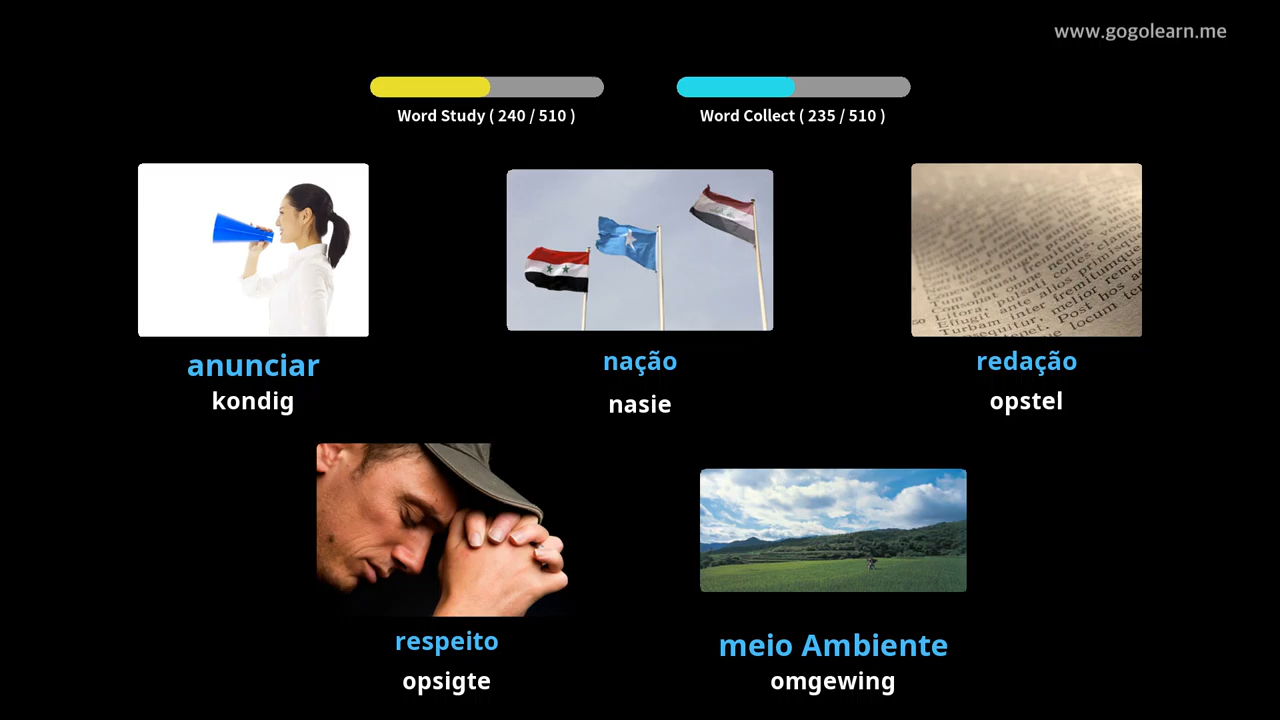 www.gogolearn.me
Word Study ( 240 / 510 )
Word Collect ( 235 / 510 )
anunciar
kondig
nação
nasie
redação
opstel
respeito
opsigte
meio Ambiente
omgewing